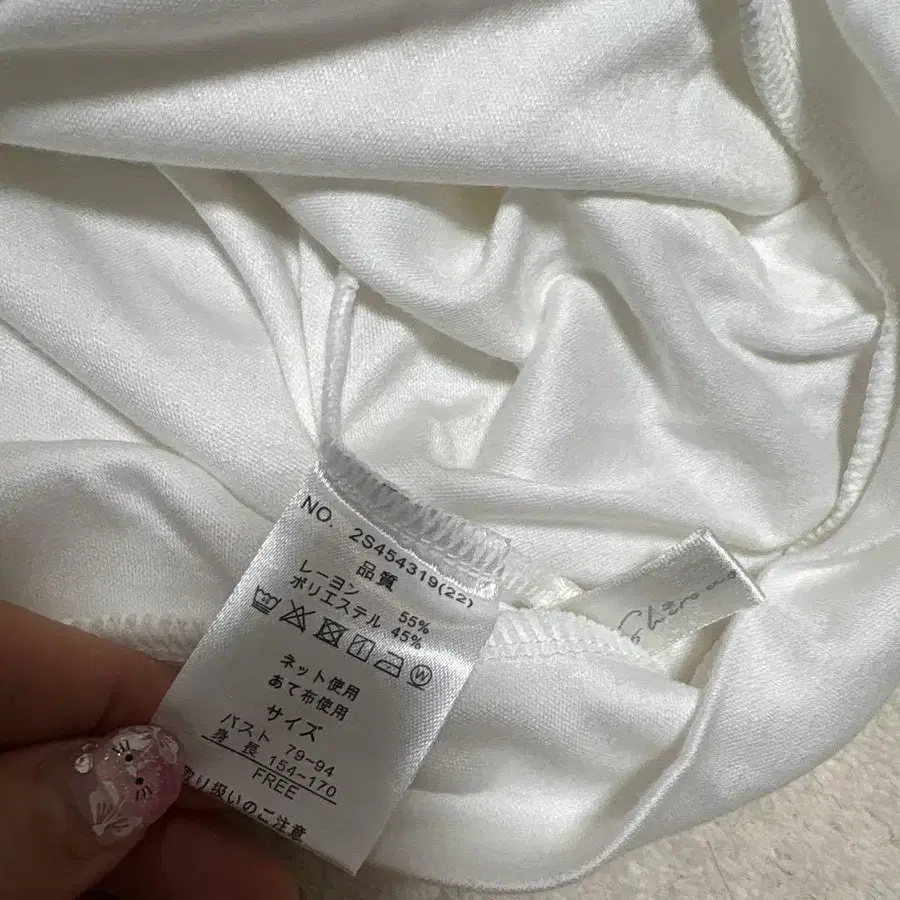 NO. 2S454319(22)
品質
レーヨン 55%
ポリエステル 45%
W
ネット使用
あて布使用
サイズ
バスト 79~94
身長 154~170
FREE
取り扱いのご注意